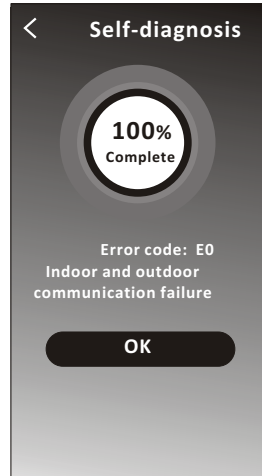 Self-diagnosis
100%
Complete
Error code: E0
Indoor and outdoor
communication failure
OK